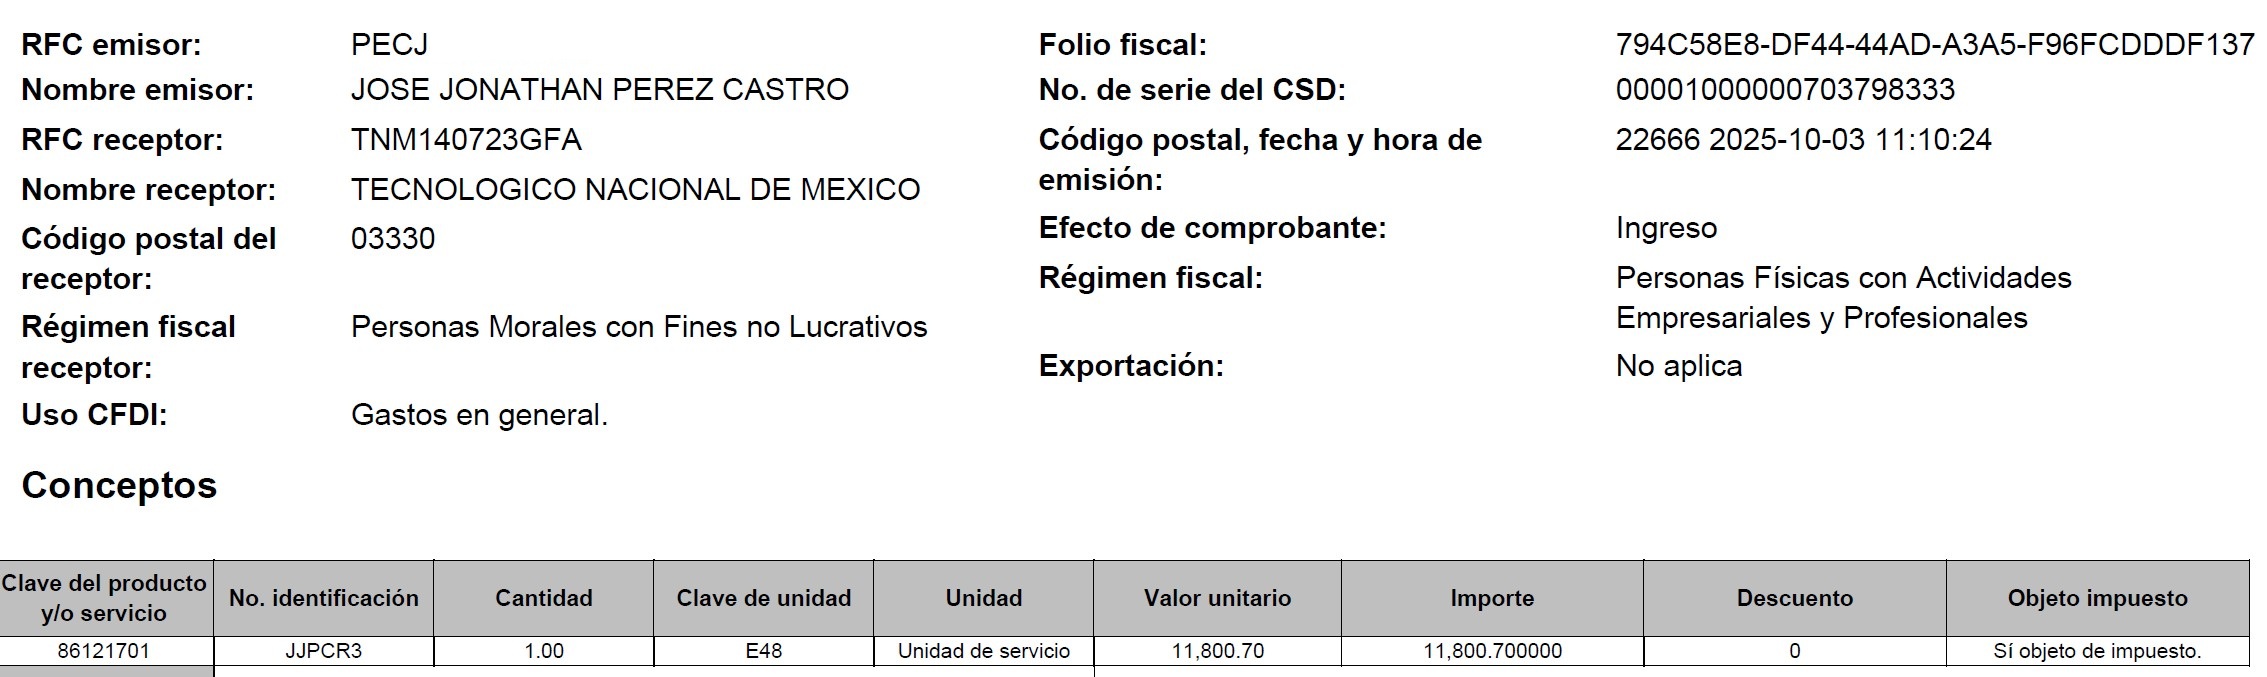 RFC emisor: PECJ
Nombre emisor: JOSE JONATHAN PEREZ CASTRO
RFC receptor: TNM140723GFA
Nombre receptor: TECNOLOGICO NACIONAL DE MEXICO
Código postal del receptor: 03330
Régimen fiscal receptor: Personas Morales con Fines no Lucrativos
Uso CFDI: Gastos en general.
Folio fiscal: 794C58E8-DF44-44AD-A3A5-F96FCDDDF137
No. de serie del CSD: 00001000000703798333
Código postal, fecha y hora de emisión: 22666 2025-10-03 11:10:24
Efecto de comprobante: Ingreso
Régimen fiscal: Personas Físicas con Actividades Empresariales y Profesionales
Exportación: No aplica
Conceptos
Clave del producto y/o servicio No. identificación Cantidad Clave de unidad Unidad Valor unitario Importe Descuento Objeto impuesto
86121701 JJPCR3 1.00 E48 Unidad de servicio 11,800.70 11,800.700000 0 Sí objeto de impuesto.